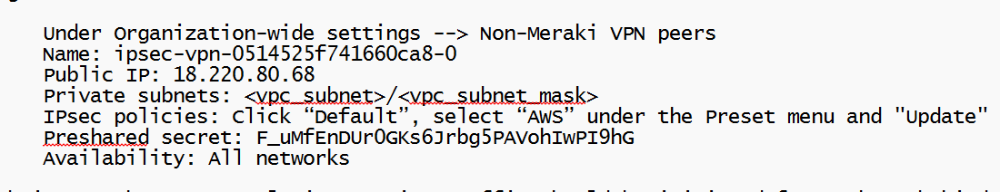 Under Organization-wide settings --> Non-Meraki VPN peers
Name: ipsec-vpn-0514525f741660ca8-0
Public IP: 18.220.80.68
Private subnets: <vpc_subnet>/<vpc_subnet_mask>
IPsec policies: Click “Default”, select “AWS” under the Preset menu and "Update"
Preshared secret: F_uMfEnDUr0GKs6Jrbg5PAVohIwPI9hG
Availability: All networks